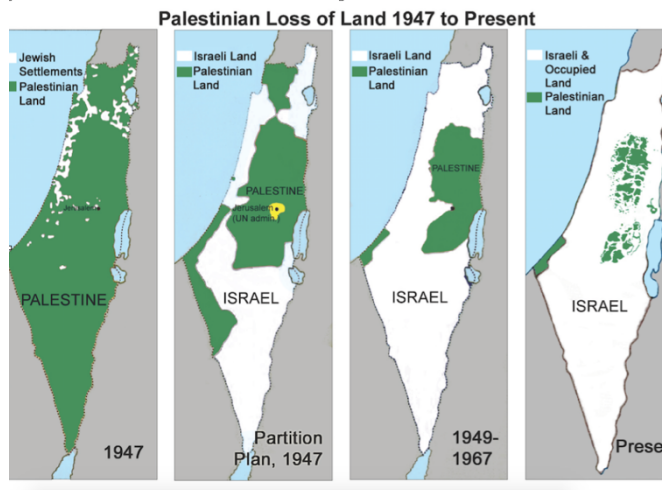 Palestinian Loss of Land 1947 to Present
Jewish
Settlements
Palestinian
Land
Jerusalem
PALESTINE
1947
Israeli Land
Palestinian
Land
PALESTINE
Jerusalem
(UN admin.)
ISRAEL
Partition
Plan, 1947
Israeli Land
Palestinian
Land
PALESTINE
ISRAEL
1949-
1967
Israeli &
Occupied
Land
Palestinian
Land
ISRAEL
Prese